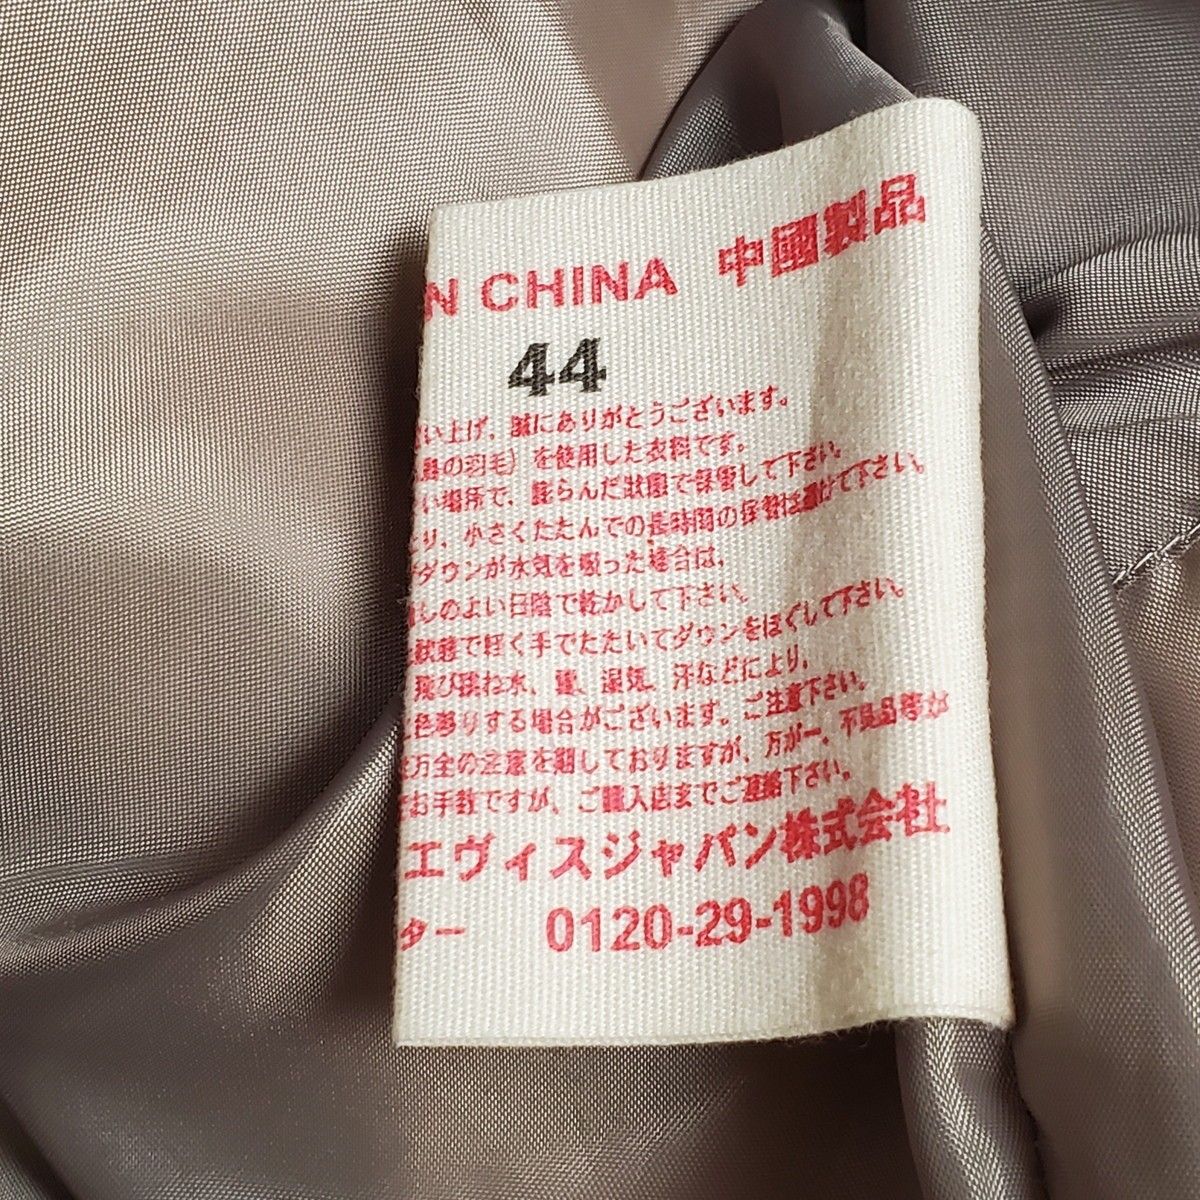 N CHINA 中國製品
44
い上げ、誠にありがとうございます。
の羽毛）を使用した衣料です。
い場所で、膨らんだ状態で保管して下さい。
り、小さくたたんでの長時間の保管は避けて下さい。
ダウンが水気を吸った場合は、
しのよい日陰で乾かして下さい。
状態で軽く手でたたいてダウンをほぐして下さい。
飛び跳ね水、雪、湿気、汗などにより、
色移りする場合がございます。ご注意下さい。
万全の注意を期しておりますが、万が一、不良品等が
お手数ですが、ご購入店までご連絡下さい。
エヴィスジャパン株式会社
ター 0120-29-1998